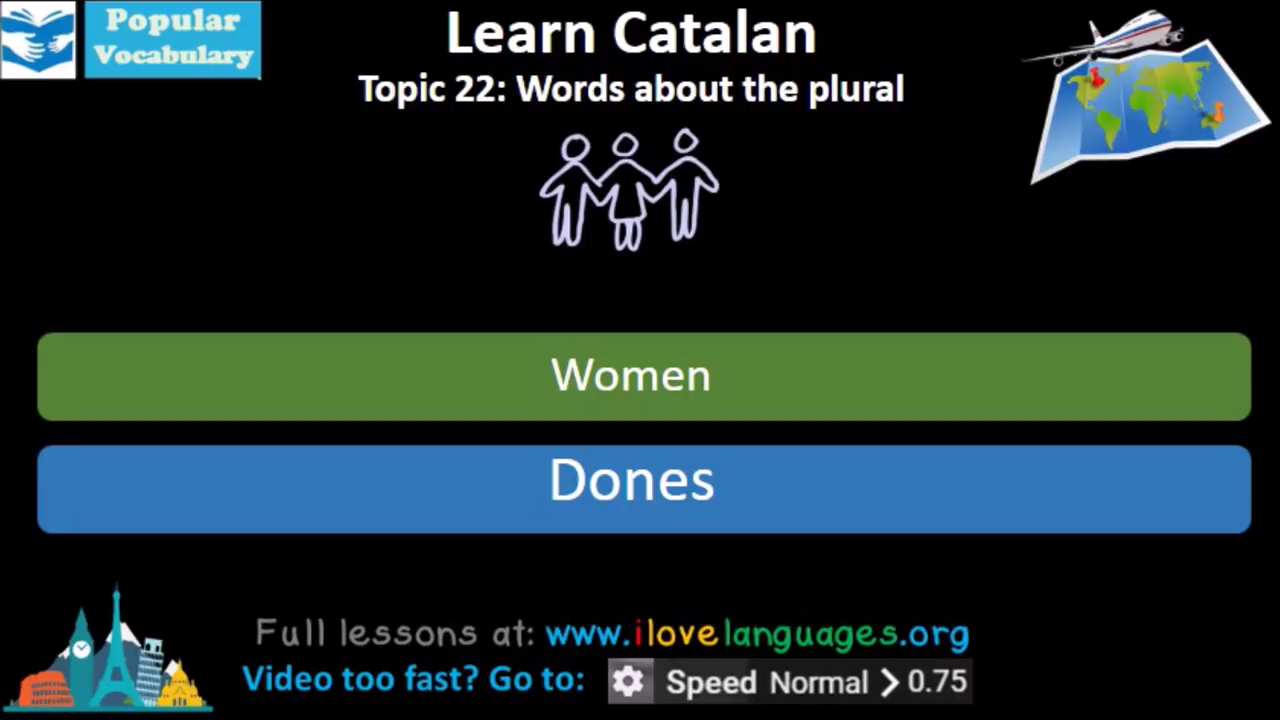 Popular
Vocabulary
Learn Catalan
Topic 22: Words about the plural
Women
Dones
Full lessons at: www.ilovelanguages.org
Video too fast? Go to: Speed Normal > 0.75